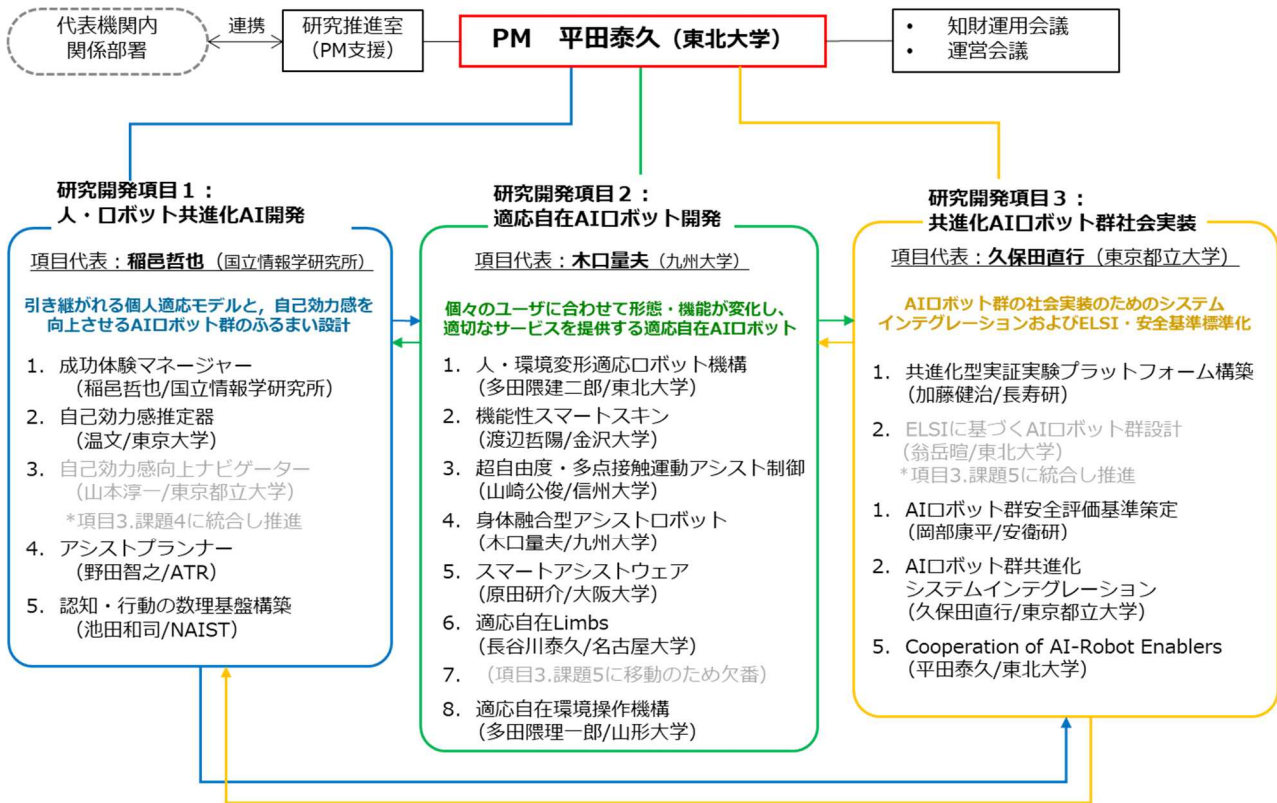 代表機関内
関係部署
連携
研究推進室
(PM支援)
PM 平田泰久（東北大学）
• 知財運用会議
• 運営会議
研究開発項目１：
人・ロボット共進化AI開発
項目代表：稲邑哲也（国立情報学研究所）
引き継がれる個人適応モデルと，自己効力感を
向上させるAIロボット群のふるまい設計
1. 成功体験マネージャー
（稲邑哲也/国立情報学研究所）
2. 自己効力感推定器
（温文/東京大学）
3. 自己効力感向上ナビゲーター
（山本淳一/東京都立大学）
*項目3.課題4に統合し推進
4. アシストプランナー
（野田智之/ATR）
5. 認知・行動の数理基盤構築
（池田和司/NAIST）
研究開発項目２：
適応自在AIロボット開発
項目代表：木口量夫（九州大学）
個々のユーザに合わせて形態・機能が変化し、
適切なサービスを提供する適応自在AIロボット
1. 人・環境変形適応ロボット機構
（多田隈建二郎/東北大学）
2. 機能性スマートスキン
（渡辺哲陽/金沢大学）
3. 超自由度・多点接触運動アシスト制御
（山崎公俊/信州大学）
4. 身体融合型アシストロボット
（木口量夫/九州大学）
5. スマートアシストウェア
（原田研介/大阪大学）
6. 適応自在Limbs
（長谷川泰久/名古屋大学）
7. （項目3.課題5に移動のため欠番）
8. 適応自在環境操作機構
（多田隈理一郎/山形大学）
研究開発項目３：
共進化AIロボット群社会実装
項目代表：久保田直行（東京都立大学）
AIロボット群の社会実装のためのシステム
インテグレーションおよびELSI・安全基準標準化
1. 共進化型実証実験プラットフォーム構築
（加藤健治/長寿研）
2. ELSIに基づくAIロボット群設計
（翁岳暄/東北大学）
*項目3.課題5に統合し推進
1. AIロボット群安全評価基準策定
（岡部康平/安衛研）
2. AIロボット群共進化
システムインテグレーション
（久保田直行/東京都立大学）
5. Cooperation of AI-Robot Enablers
（平田泰久/東北大学）